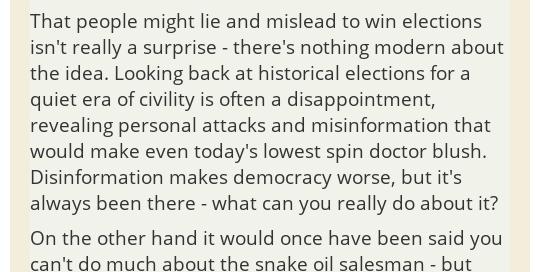 That people might lie and mislead to win elections
isn't really a surprise - there's nothing modern about
the idea. Looking back at historical elections for a
quiet era of civility is often a disappointment,
revealing personal attacks and misinformation that
would make even today's lowest spin doctor blush.
Disinformation makes democracy worse, but it's
always been there - what can you really do about it?
On the other hand it would once have been said you
can't do much about the snake oil salesman - but